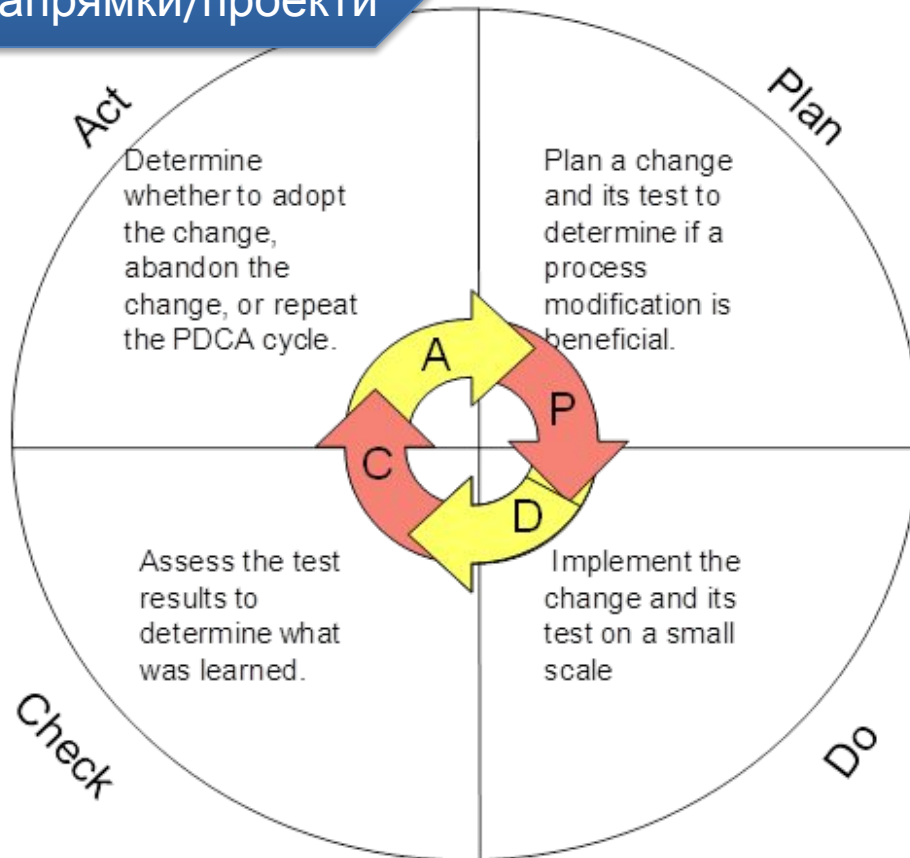 апрямки/проекти
Act
Determine
whether to adopt
the change,
abandon the
change, or repeat
the PDCA cycle.
Plan
Plan a change
and its test to
determine if a
process
modification is
beneficial.
A
P
C
D
Check
Assess the test
results to
determine what
was learned.
Do
Implement the
change and its
test on a small
scale